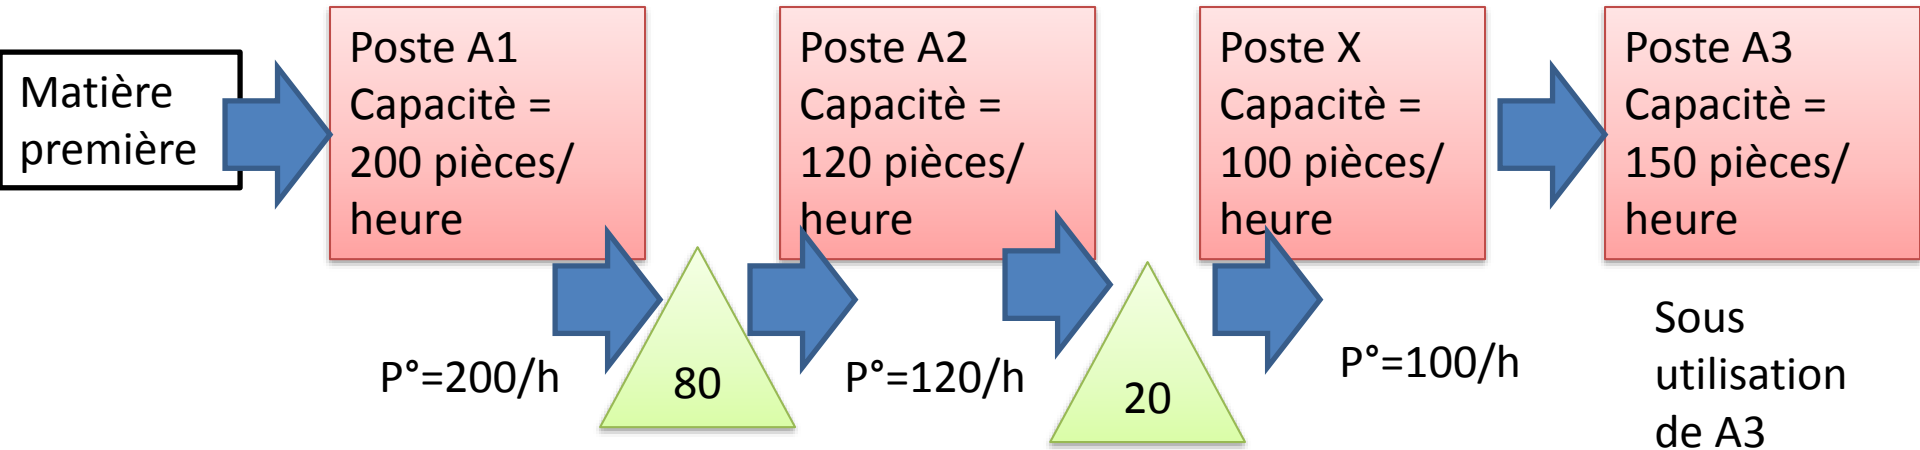 Matière
première
Poste A1
Capacitè =
200 pièces/
heure
Poste A2
Capacitè =
120 pièces/
heure
Poste X
Capacitè =
100 pièces/
heure
Poste A3
Capacitè =
150 pièces/
heure
P°=200/h
80
P°=120/h
20
P°=100/h
Sous
utilisation
de A3